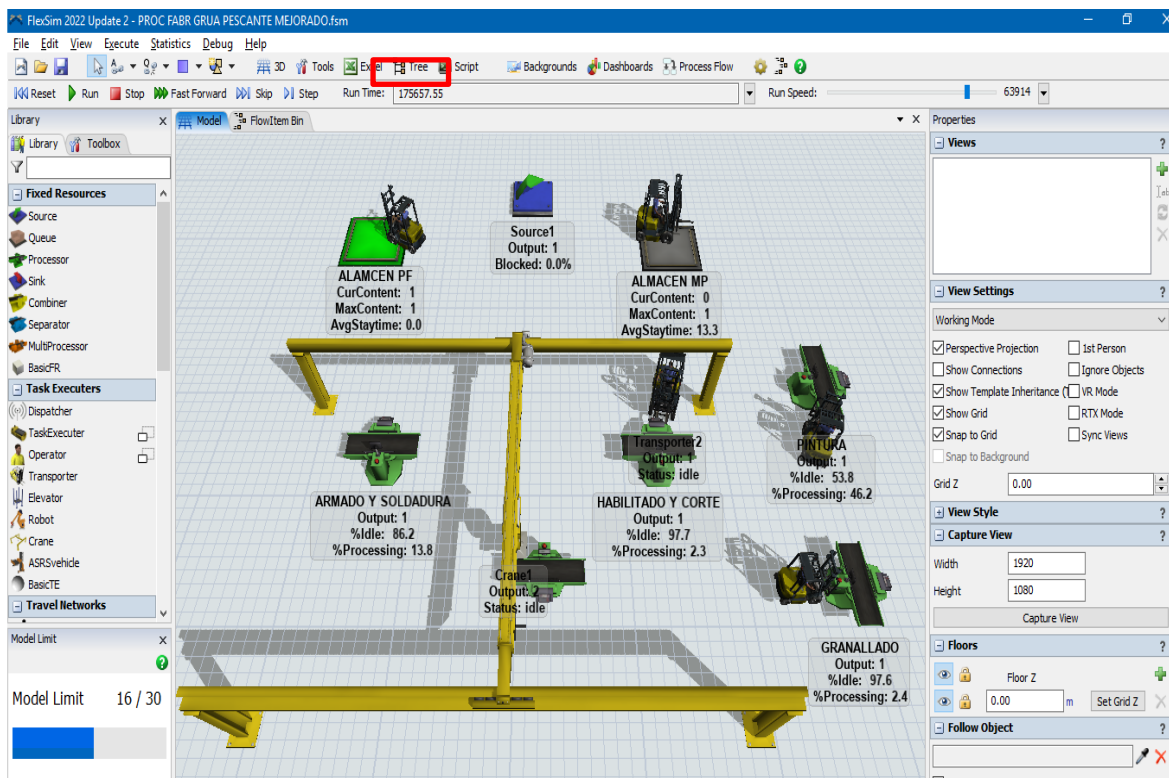 FlexSim 2022 Update 2 - PROC FABR GRUA PESCANTE MEJORADO.fsm
File Edit View Execute Statistics Debug Help
3D Tools Excel Tree Script Backgrounds Dashboards Process Flow
Reset Run Stop Fast Forward Skip Step Run Time: 175657.55 Run Speed: 63914
Library
Library Toolbox
Fixed Resources
Source
Queue
Processor
Sink
Combiner
Separator
MultiProcessor
BasicFR
Task Executers
Dispatcher
TaskExecuter
Operator
Transporter
Elevator
Robot
Crane
ASRSvehicle
BasicTE
Travel Networks
Model Limit
Model Limit 16 / 30
Model FlowItem Bin
Source1
Output: 1
Blocked: 0.0%
ALAMCEN PF
CurContent: 1
MaxContent: 1
AvgStaytime: 0.0
ALMACEN MP
CurContent: 0
MaxContent: 1
AvgStaytime: 13.3
Transporter2
Output: 1
Status: idle
PINTURA
Output: 1
%Idle: 53.8
%Processing: 46.2
ARMADO Y SOLDADURA
Output: 1
%Idle: 86.2
%Processing: 13.8
HABILITADO Y CORTE
Output: 1
%Idle: 97.7
%Processing: 2.3
Crane1
Output: 2
Status: idle
GRANALLADO
Output: 1
%Idle: 97.6
%Processing: 2.4
Properties
Views
View Settings
Working Mode
Perspective Projection 1st Person
Show Connections Ignore Objects
Show Template Inheritance ( VR Mode
Show Grid RTX Mode
Snap to Grid Sync Views
Snap to Background
Grid Z 0.00
View Style
Capture View
Width 1920
Height 1080
Capture View
Floors
Floor Z
0.00 m Set Grid Z
Follow Object